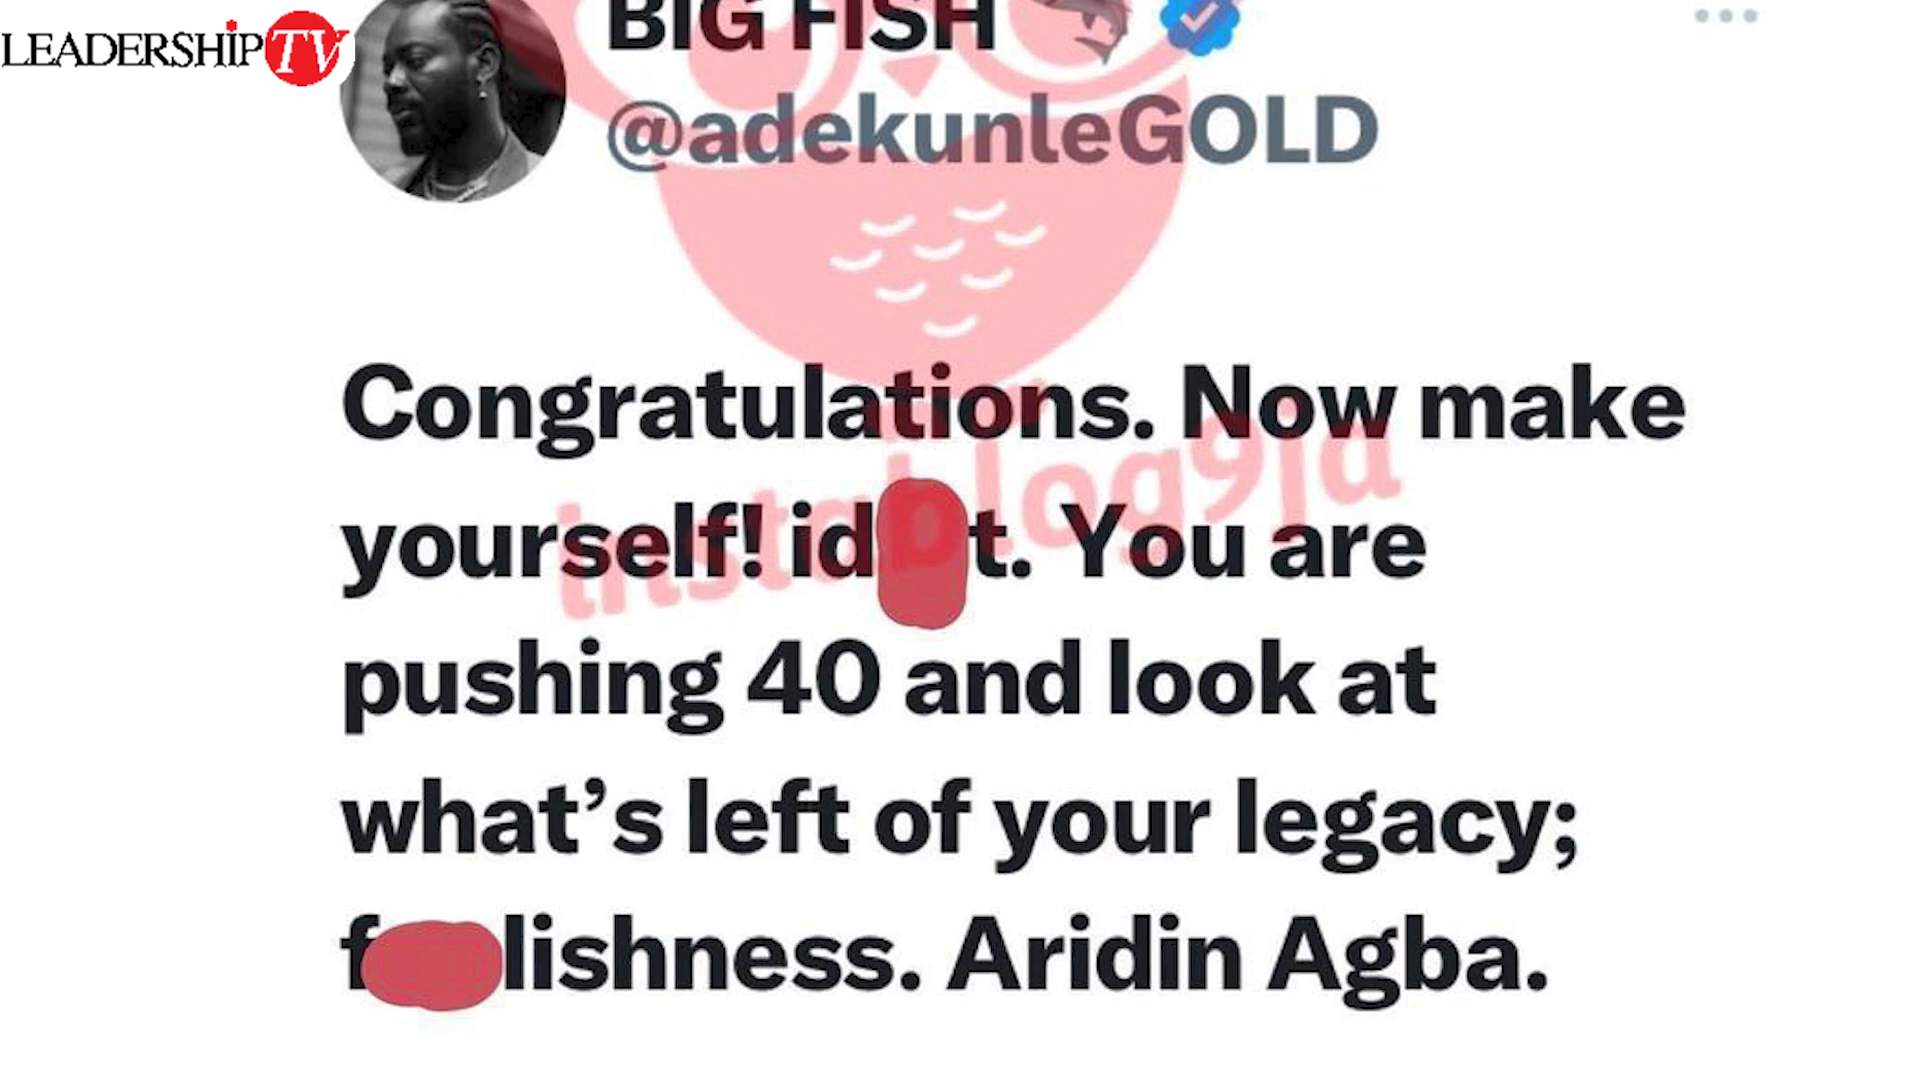 LEADERSHIP TV
BIG FISH
@adekunleGOLD
Congratulations. Now make
yourself! id t. You are
pushing 40 and look at
what's left of your legacy;
f lishness. Aridin Agba.
instablog9ja